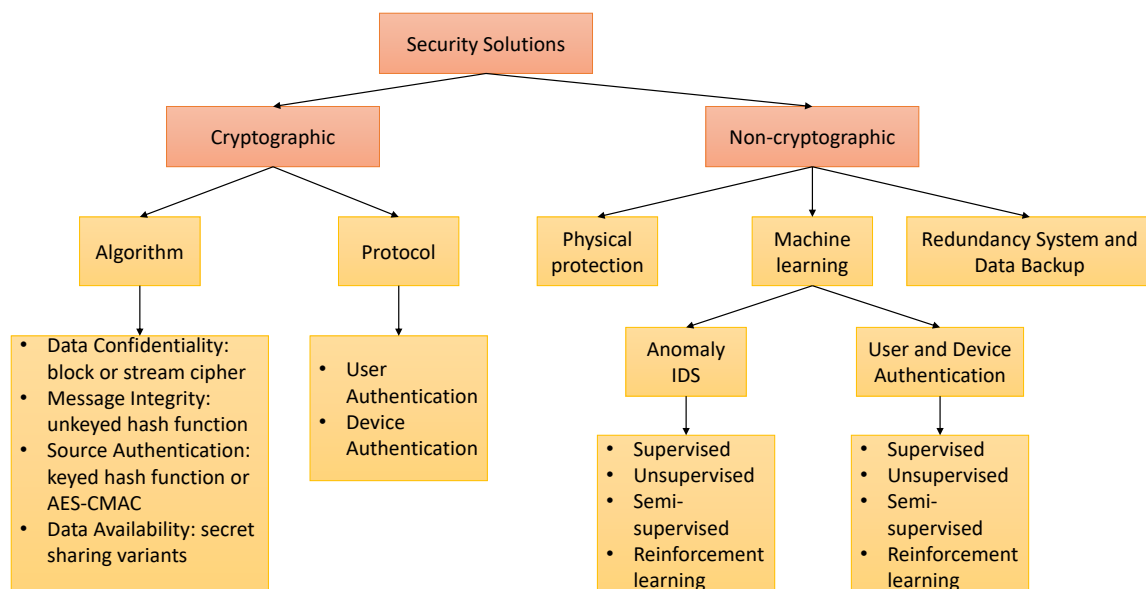 Security Solutions
Cryptographic
Non-cryptographic
Algorithm
Protocol
Physical
protection
Machine
learning
Redundancy System and
Data Backup
• Data Confidentiality:
block or stream cipher
• Message Integrity:
unkeyed hash function
• Source Authentication:
keyed hash function or
AES-CMAC
• Data Availability: secret
sharing variants
• User
Authentication
• Device
Authentication
Anomaly
IDS
User and Device
Authentication
• Supervised
• Unsupervised
• Semi-
supervised
• Reinforcement
learning
• Supervised
• Unsupervised
• Semi-
supervised
• Reinforcement
learning